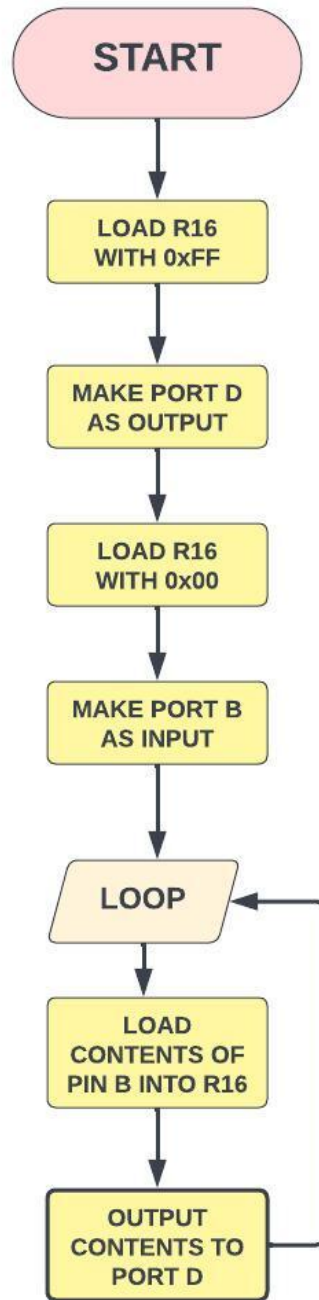 START
LOAD R16
WITH 0xFF
MAKE PORT D
AS OUTPUT
LOAD R16
WITH 0x00
MAKE PORT B
AS INPUT
LOOP
LOAD
CONTENTS OF
PIN B INTO R16
OUTPUT
CONTENTS TO
PORT D